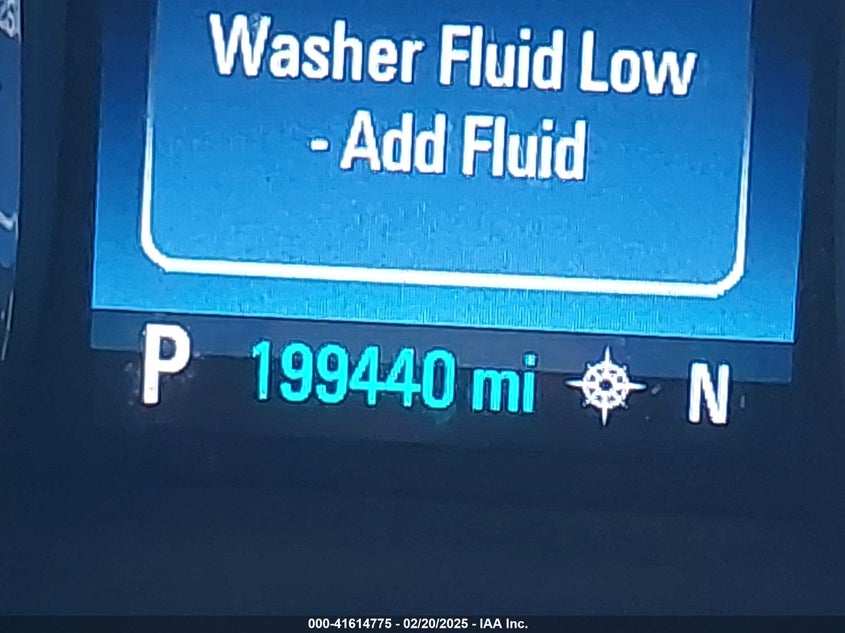 Washer Fluid Low
- Add Fluid
P 199440 mi N
000-41614775 - 02/20/2025 - IAA Inc.